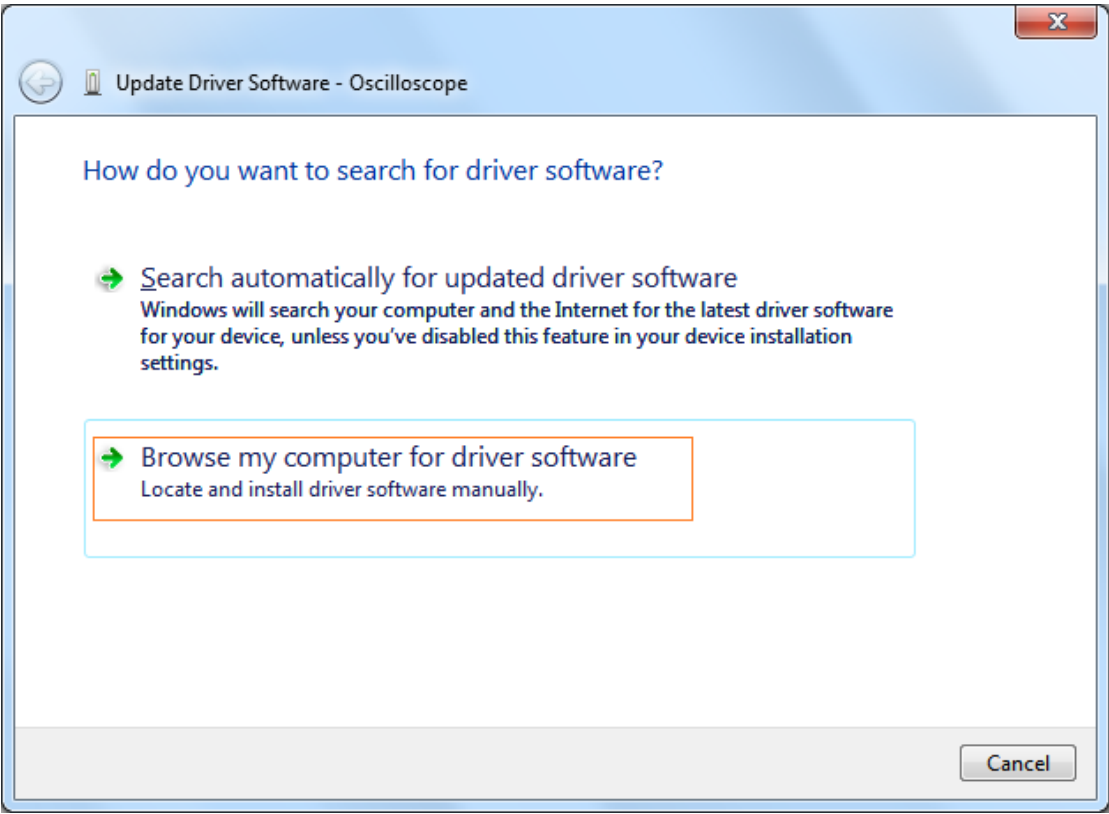 Update Driver Software - Oscilloscope
How do you want to search for driver software?
Search automatically for updated driver software
Windows will search your computer and the Internet for the latest driver software
for your device, unless you've disabled this feature in your device installation
settings.
Browse my computer for driver software
Locate and install driver software manually.
Cancel